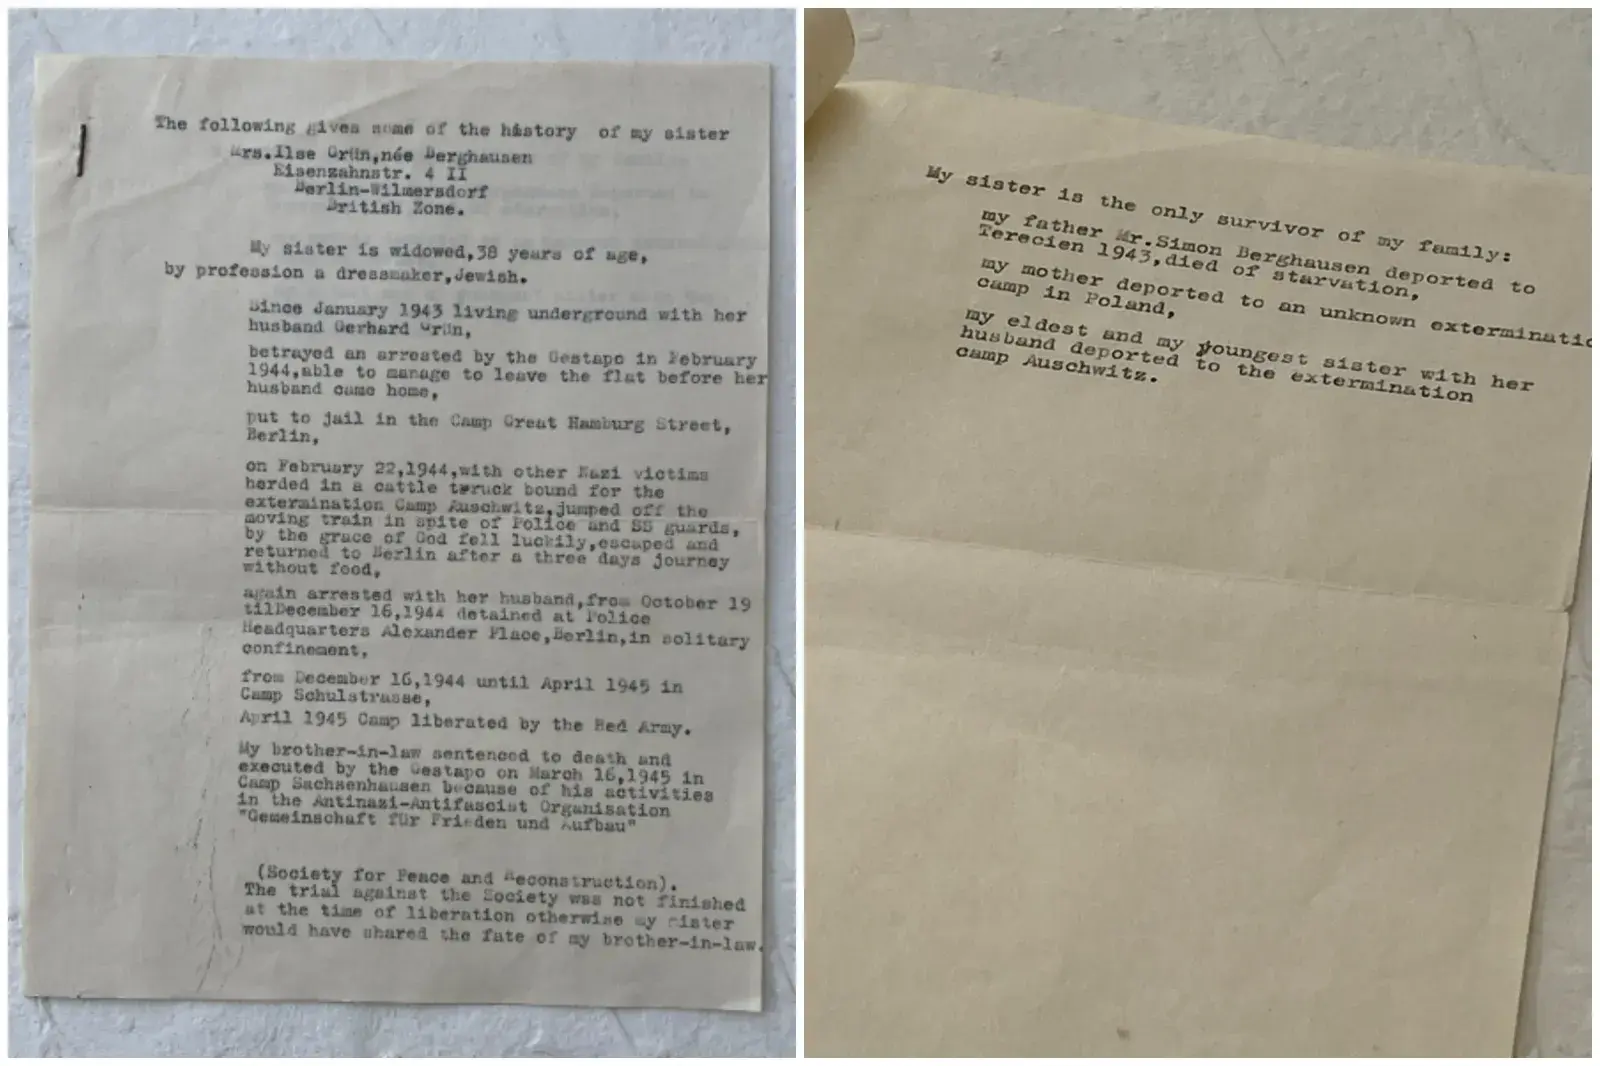 The following gives some of the history of my sister
Mrs.Ilse Grün,née Berghausen
Eisenzahnstr. 4 II
Berlin-Wilmersdorf
British Zone.
My sister is widowed,38 years of age,
by profession a dressmaker,Jewish.
Since January 1943 living underground with her
husband Gerhard Grün,
betrayed an arrested by the Gestapo in February
1944,able to manage to leave the flat before her
husband came home,
put to jail in the Camp Great Hamburg Street,
Berlin,
on February 22,1944,with other Nazi victims
herded in a cattle truck bound for the
extermination Camp Auschwitz,jumped off the
moving train in spite of Police and SS guards,
by the grace of God fell luckily,escaped and
returned to Berlin after a three days journey
without food,
again arrested with her husband,from October 19
tilDecember 16,1944 detained at Police
Headquarters Alexander Place,Berlin,in solitary
confinement,
from December 16,1944 until April 1945 in
Camp Schulstrasse,
April 1945 Camp liberated by the Red Army.
My brother-in-law sentenced to death and
executed by the Gestapo on March 16,1945 in
Camp Sachsenhausen because of his activities
in the Antinazi-Antifascist Organisation
"Gemeinschaft für Frieden und Aufbau"
(Society for Peace and Reconstruction).
The trial against the Society was not finished
at the time of liberation otherwise my sister
would have shared the fate of my brother-in-law.
My sister is the only survivor of my family:
my father Mr.Simon Berghausen deported to
Terecien 1943,died of starvation,
my mother deported to an unknown exterminatio
camp in Poland,
my eldest and my youngest sister with her
husband deported to the extermination
camp Auschwitz.